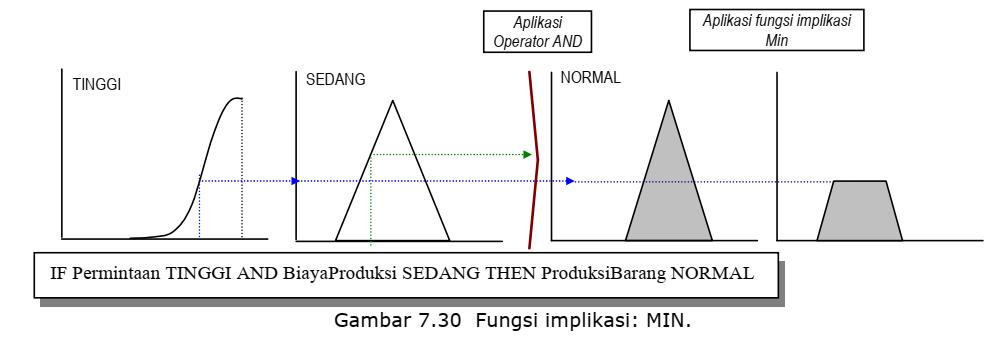 Aplikasi
Operator AND
Aplikasi fungsi implikasi
Min
TINGGI
SEDANG
NORMAL
IF Permintaan TINGGI AND BiayaProduksi SEDANG THEN ProduksiBarang NORMAL
Gambar 7.30 Fungsi implikasi: MIN.